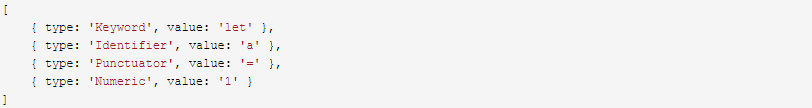 [
    { type: 'Keyword', value: 'let' },
    { type: 'Identifier', value: 'a' },
    { type: 'Punctuator', value: '=' },
    { type: 'Numeric', value: '1' }
]